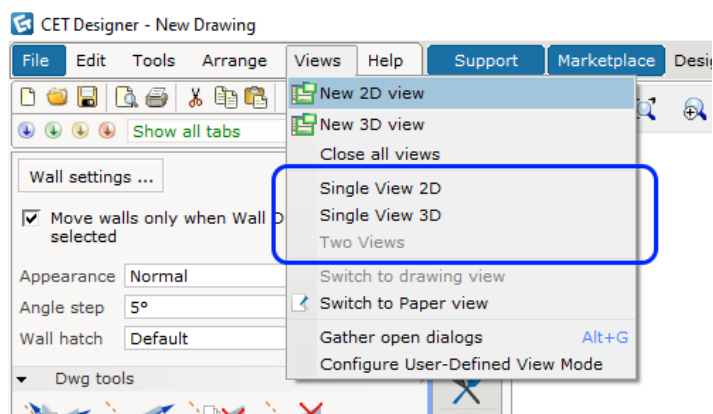 CET Designer - New Drawing
File Edit Tools Arrange Views Help Support Marketplace
New 2D view
New 3D view
Show all tabs
Close all views
Wall settings ...
Single View 2D
Single View 3D
Move walls only when Wall
selected
Two Views
Appearance Normal
Switch to drawing view
Angle step 5°
Switch to Paper view
Wall hatch Default
Gather open dialogs Alt+G
Configure User-Defined View Mode
Dwg tools